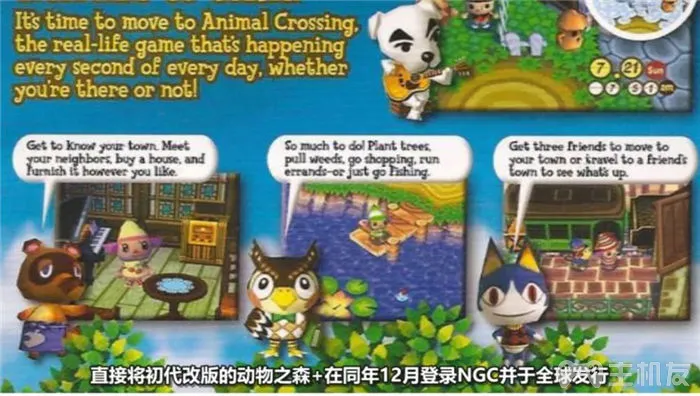 It's time to move to Animal Crossing,
the real-life game that's happening
every second of every day, whether
you're there or not!
7.21 Sun
Get to know your town. Meet
your neighbors, buy a house, and
furnish it however you like.
So much to do! Plant trees,
pull weeds, go shopping, run
errands-or just go fishing.
Get three friends to move to
your town or travel to a friend's
town to see what's up.
直接将初代改版的动物之森+在同年12月登录NGC并于全球发行
主机友